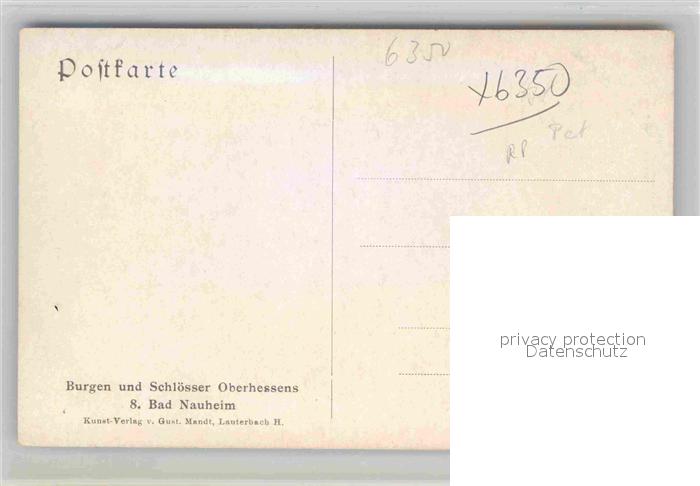 Poſtkarte
6350
x6350
Pct
RP
privacy protection
Datenschutz
Burgen und Schlösser Oberhessens
8. Bad Nauheim
Kunst-Verlag v. Gust. Mandt, Lauterbach H.